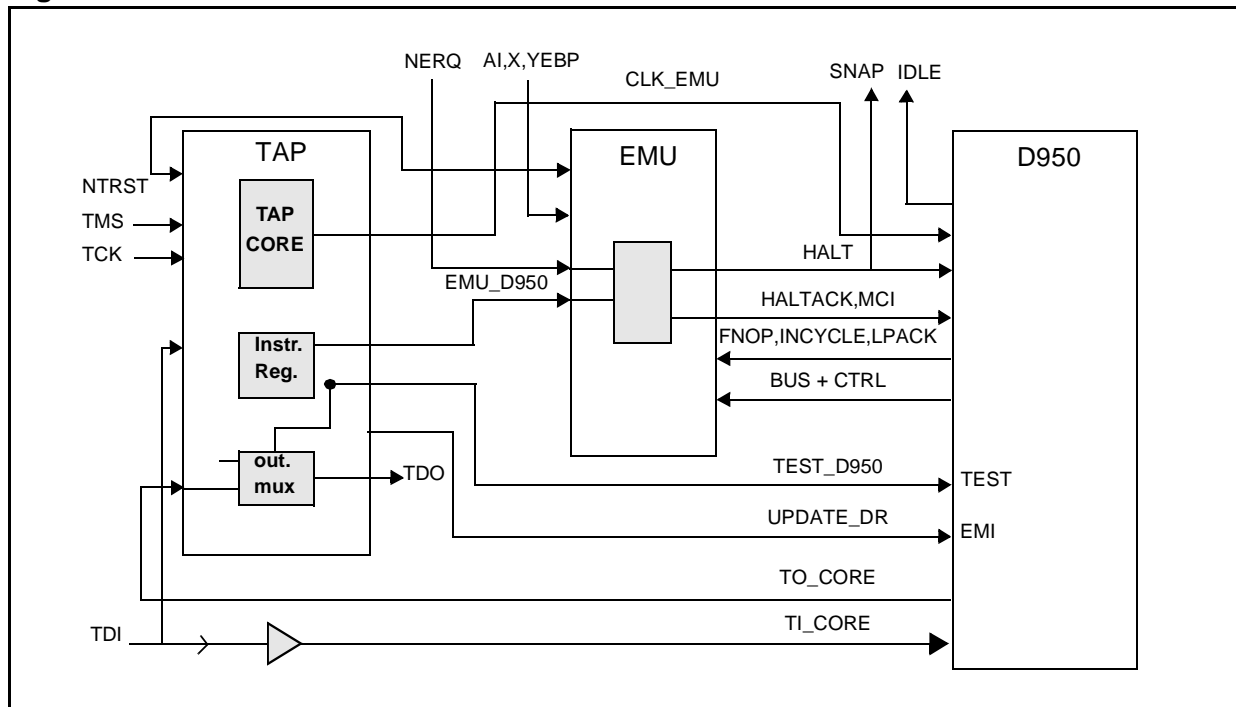 NERQ
AI,X,YEBP
SNAP
IDLE
CLK_EMU
TAP
EMU
D950
NTRST
TMS
TCK
TAP
CORE
HALT
EMU_D950
HALTACK,MCI
FNOP,INCYCLE,LPACK
Instr.
Reg.
BUS + CTRL
out.
mux
TDO
TEST_D950
TEST
UPDATE_DR
EMI
TO_CORE
TDI
TI_CORE